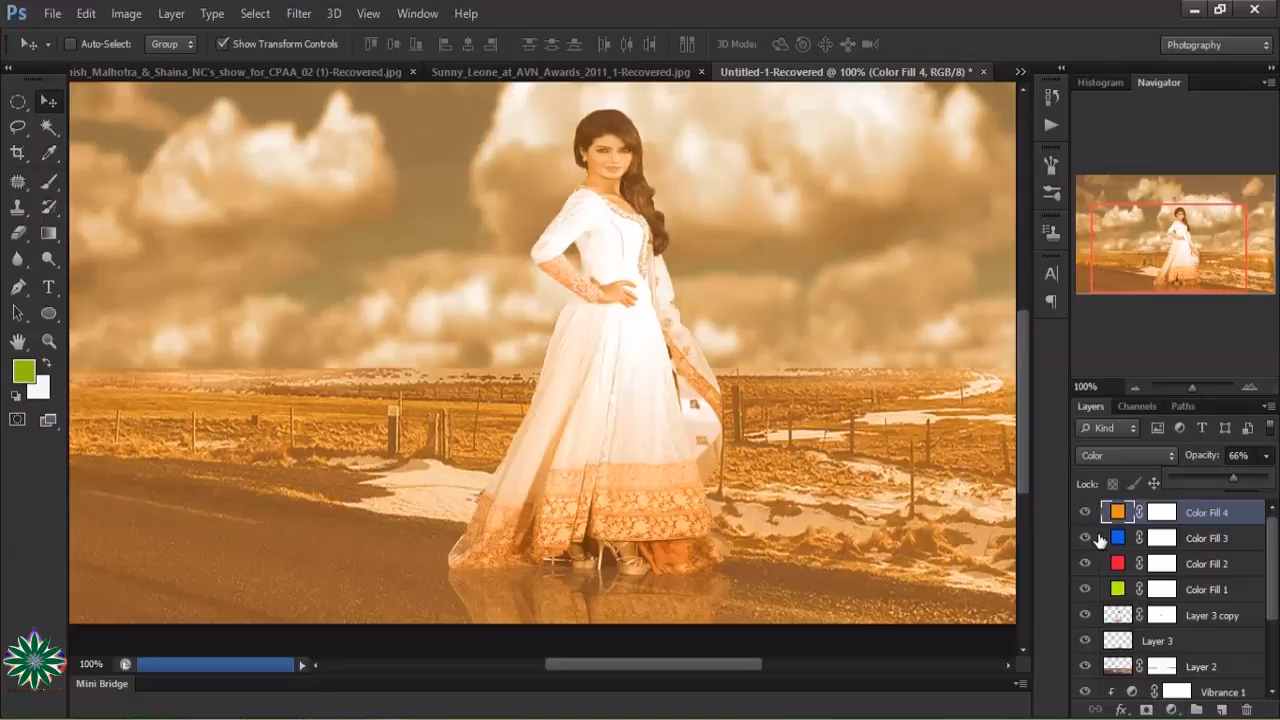 Ps File Edit Image Layer Type Select Filter 3D View Window Help
Auto-Select: Group Show Transform Controls 3D Mode: Photography
nish_Malhotra_&_Shaina_NC's_show_for_CPAA_02 (1)-Recovered.jpg × Sunny_Leone_at_AVN_Awards_2011_1-Recovered.jpg × Untitled-1-Recovered @ 100% (Color Fill 4, RGB/8) * ×
Histogram Navigator
100%
Layers Channels Paths
Kind
Color Opacity: 66%
Lock:
Color Fill 4
Color Fill 3
Color Fill 2
Color Fill 1
Layer 3 copy
Layer 3
Layer 2
Vibrance 1
100%
Mini Bridge